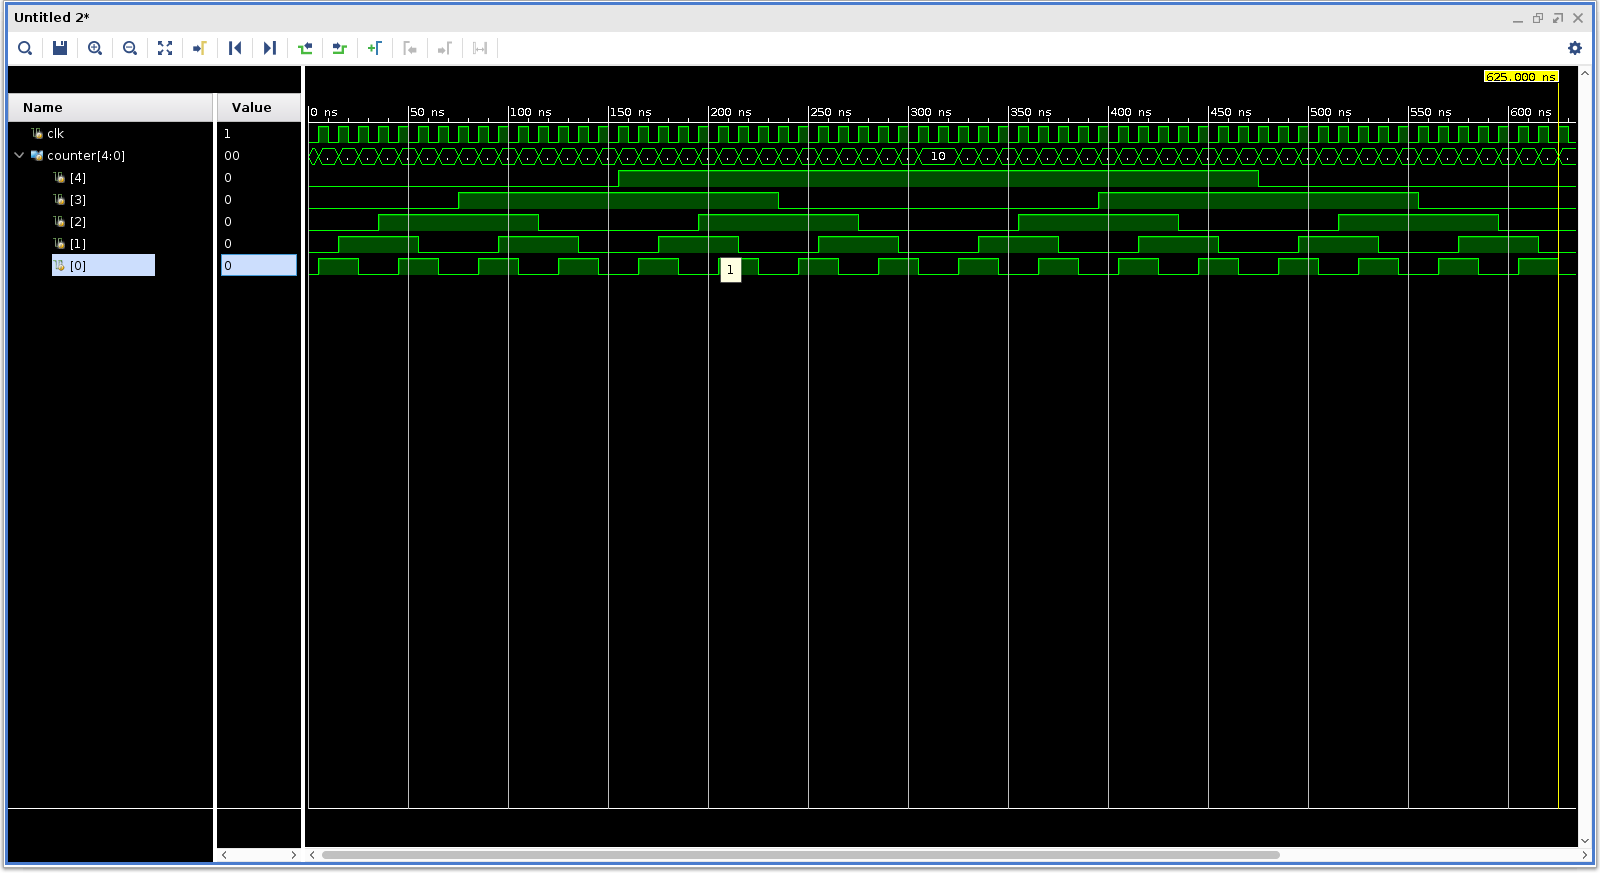 Untitled 2*
625.000 ns
Name Value
0 ns 50 ns 100 ns 150 ns 200 ns 250 ns 300 ns 350 ns 400 ns 450 ns 500 ns 550 ns 600 ns
clk 1
counter[4:0] 00 10
[4] 0
[3] 0
[2] 0
[1] 0
[0] 0 1